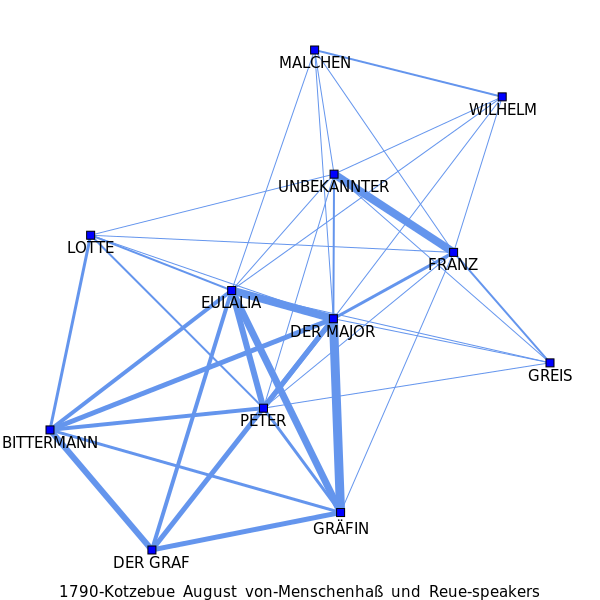 MALCHEN
WILHELM
UNBEKANNTER
LOTTE
FRANZ
EULALIA
DER MAJOR
GREIS
PETER
BITTERMANN
GRÄFIN
DER GRAF
1790-Kotzebue August von-Menschenhaß und Reue-speakers